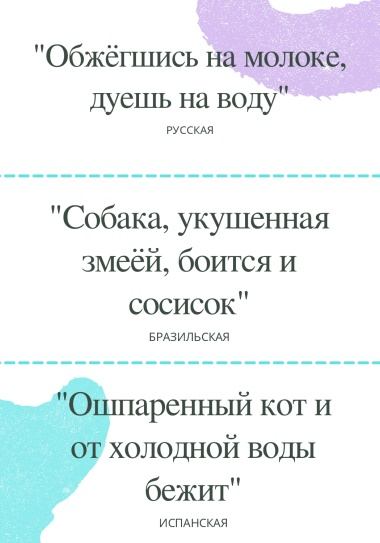 "Обжёгшись на молоке,
дуешь на воду"
РУССКАЯ
"Собака, укушенная
змеёй, боится и
сосисок"
БРАЗИЛЬСКАЯ
"Ошпаренный кот и
от холодной воды
бежит"
ИСПАНСКАЯ